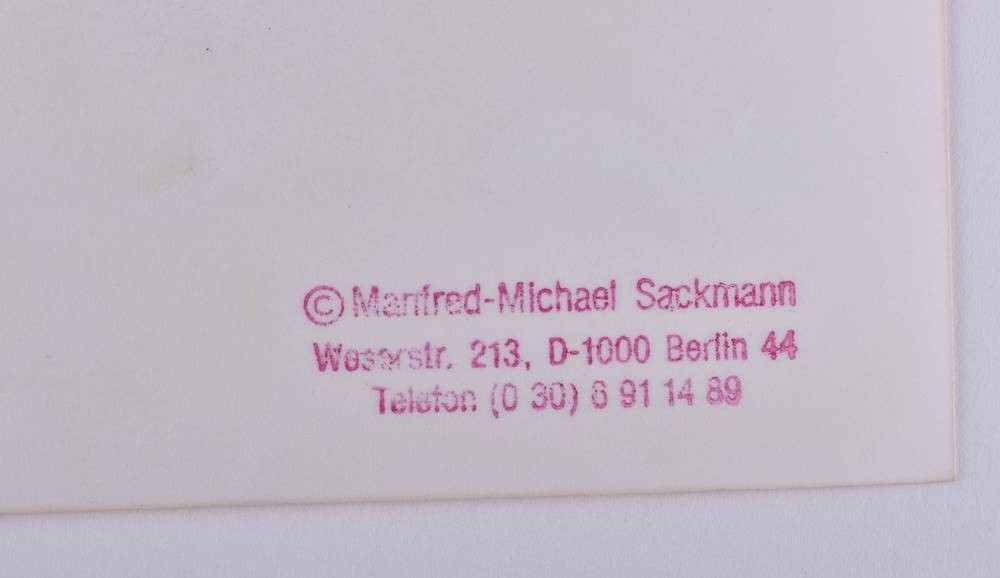 © Manfred-Michael Sackmann
Weserstr. 213, D-1000 Berlin 44
Telefon (0 30) 6 91 14 89